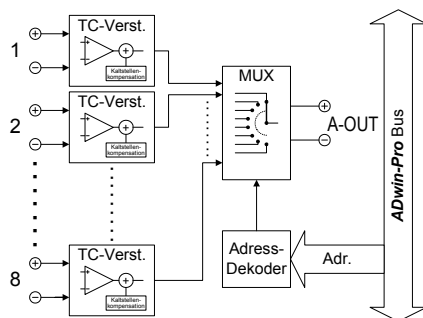 TC-Verst.
1
+
−
Kaltstellen-
kompensation
TC-Verst.
2
+
−
Kaltstellen-
kompensation
TC-Verst.
8
+
−
Kaltstellen-
kompensation
MUX
+
−
A-OUT
Adress-
Dekoder
Adr.
ADwin-Pro Bus